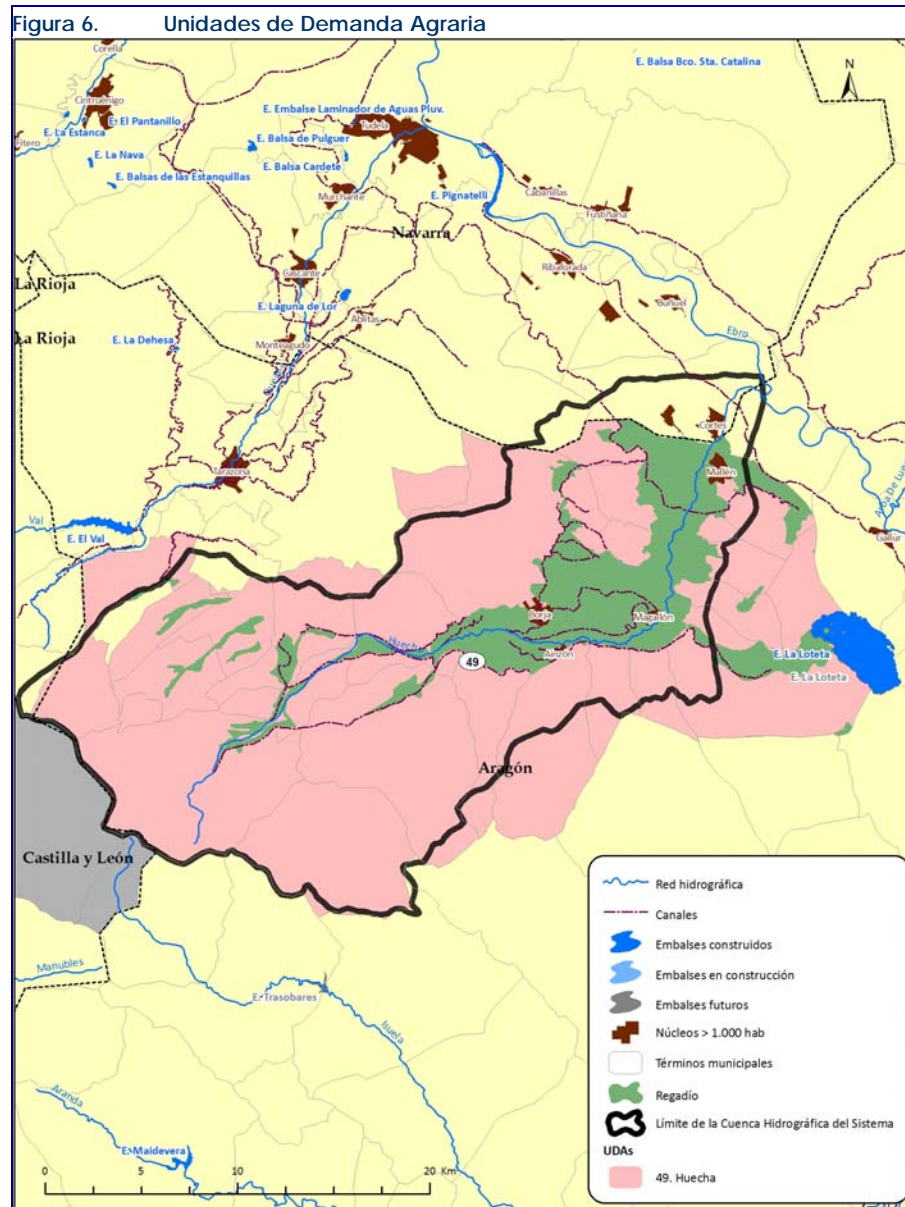 Figura 6. Unidades de Demanda Agraria
Corella
E. Balsa Bco. Sta. Catalina
N
Cintruenigo
E. El Pantanillo
E. Embalse Laminador de Aguas Pluv.
Tudela
E. La Estanca
Fitero
E. Balsa de Pulguer
E. La Nava
E. Balsa Cardete
E. Balsas de las Estanquillas
Murchante
E. Pignatelli
Cabanillas
Fustiñana
Navarra
Cascante
Ribaforada
La Rioja
E. Laguna de Lor
Buñuel
Ablitas
La Rioja
E. La Dehesa
Monteagudo
Ebro
Queiles
Cortes
Tarazona
Mallén
Val
E. El Val
Gallur
Borja
Magallón
Huecha
Ainzón
49
E. La Loteta
E. La Loteta
Aragón
Castilla y León
Manubles
E. Trasobares
Isuela
Aranda
E. Maidevera
0 5 10 20 Km
Red hidrográfica
Canales
Embalses construidos
Embalses en construcción
Embalses futuros
Núcleos > 1.000 hab
Términos municipales
Regadío
Límite de la Cuenca Hidrográfica del Sistema
UDAs
49. Huecha